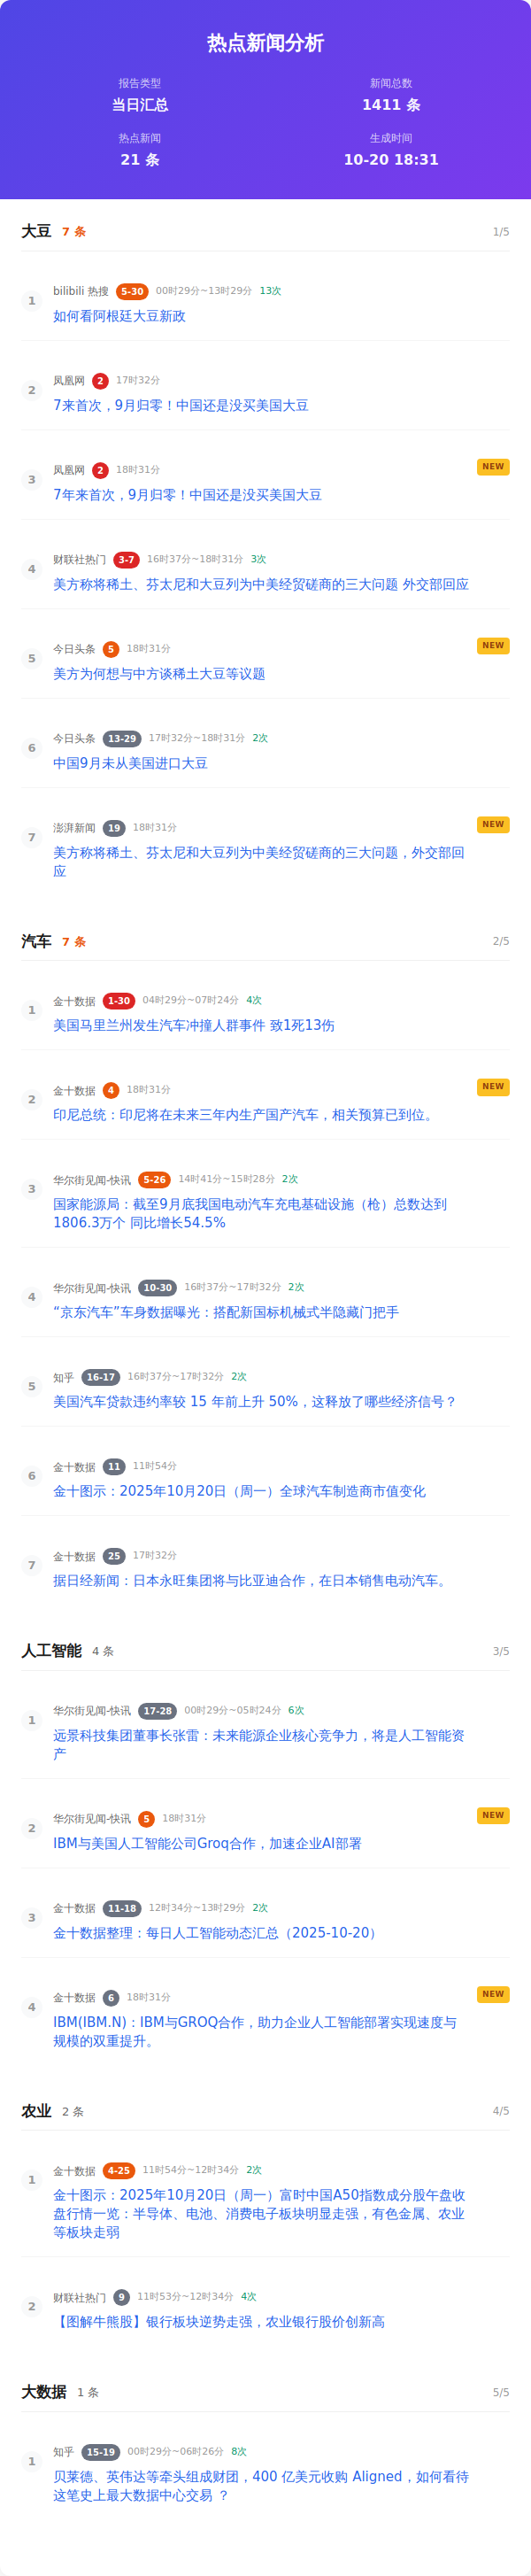 热点新闻分析
报告类型 新闻总数
当日汇总 1411 条
热点新闻 生成时间
21 条 10-20 18:31
大豆 7 条 1/5
1 bilibili 热搜 5-30 00时29分~13时29分 13次
如何看阿根廷大豆新政
2 凤凰网 2 17时32分
7来首次，9月归零！中国还是没买美国大豆
3 凤凰网 2 18时31分 NEW
7年来首次，9月归零！中国还是没买美国大豆
4 财联社热门 3-7 16时37分~18时31分 3次
美方称将稀土、芬太尼和大豆列为中美经贸磋商的三大问题 外交部回应
5 今日头条 5 18时31分 NEW
美方为何想与中方谈稀土大豆等议题
6 今日头条 13-29 17时32分~18时31分 2次
中国9月未从美国进口大豆
7 澎湃新闻 19 18时31分 NEW
美方称将稀土、芬太尼和大豆列为中美经贸磋商的三大问题，外交部回
应
汽车 7 条 2/5
1 金十数据 1-30 04时29分~07时24分 4次
美国马里兰州发生汽车冲撞人群事件 致1死13伤
2 金十数据 4 18时31分 NEW
印尼总统：印尼将在未来三年内生产国产汽车，相关预算已到位。
3 华尔街见闻-快讯 5-26 14时41分~15时28分 2次
国家能源局：截至9月底我国电动汽车充电基础设施（枪）总数达到
1806.3万个 同比增长54.5%
4 华尔街见闻-快讯 10-30 16时37分~17时32分 2次
“京东汽车”车身数据曝光：搭配新国标机械式半隐藏门把手
5 知乎 16-17 16时37分~17时32分 2次
美国汽车贷款违约率较 15 年前上升 50%，这释放了哪些经济信号？
6 金十数据 11 11时54分
金十图示：2025年10月20日（周一）全球汽车制造商市值变化
7 金十数据 25 17时32分
据日经新闻：日本永旺集团将与比亚迪合作，在日本销售电动汽车。
人工智能 4 条 3/5
1 华尔街见闻-快讯 17-28 00时29分~05时24分 6次
远景科技集团董事长张雷：未来能源企业核心竞争力，将是人工智能资
产
2 华尔街见闻-快讯 5 18时31分 NEW
IBM与美国人工智能公司Groq合作，加速企业AI部署
3 金十数据 11-18 12时34分~13时29分 2次
金十数据整理：每日人工智能动态汇总（2025-10-20）
4 金十数据 6 18时31分 NEW
IBM(IBM.N)：IBM与GROQ合作，助力企业人工智能部署实现速度与
规模的双重提升。
农业 2 条 4/5
1 金十数据 4-25 11时54分~12时34分 2次
金十图示：2025年10月20日（周一）富时中国A50指数成分股午盘收
盘行情一览：半导体、电池、消费电子板块明显走强，有色金属、农业
等板块走弱
2 财联社热门 9 11时53分~12时34分 4次
【图解牛熊股】银行板块逆势走强，农业银行股价创新高
大数据 1 条 5/5
1 知乎 15-19 00时29分~06时26分 8次
贝莱德、英伟达等牵头组成财团，400 亿美元收购 Aligned，如何看待
这笔史上最大数据中心交易 ？